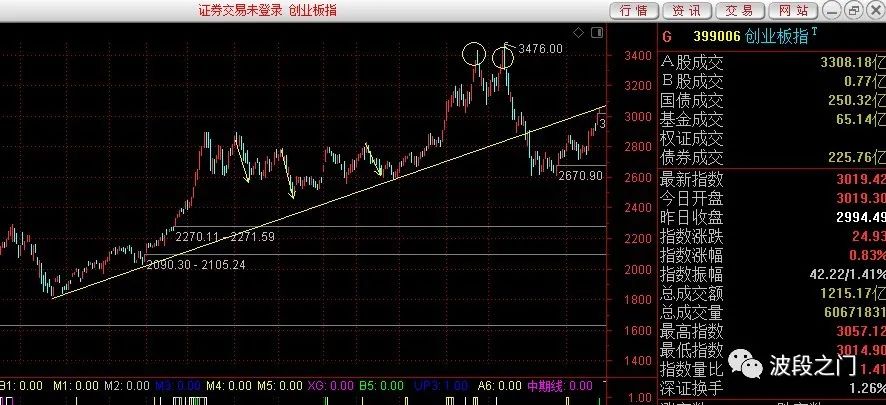 证券交易未登录 创业板指 行情 资讯 交易 网站
G 399006 创业板指T
3476.00
3400
3200
3000
2800
2600
2400
2200
2000
1800
1600
1400
2670.90
2270.11-2271.59
2090.30-2105.24
3
A股成交 3308.18亿
B股成交 0.77亿
国债成交 250.32亿
基金成交 65.14亿
权证成交
债券成交 225.76亿
最新指数 3019.42
今日开盘 3019.30
昨日收盘 2994.49
指数涨跌 24.93
指数涨幅 0.83%
指数振幅 42.22/1.41%
总成交额 1215.17亿
总成交量 60671831
最高指数 3057.12
最低指数 3014.90
指数量比 1.41
深证换手 1.26%
波段之门
B1: 0.00 M1: 0.00 M2: 0.00 M3: 0.00 M4: 0.00 M5: 0.00 XG: 0.00 B5: 0.00 UP3: 1.00 A6: 0.00 中期线: 0.00
1.00